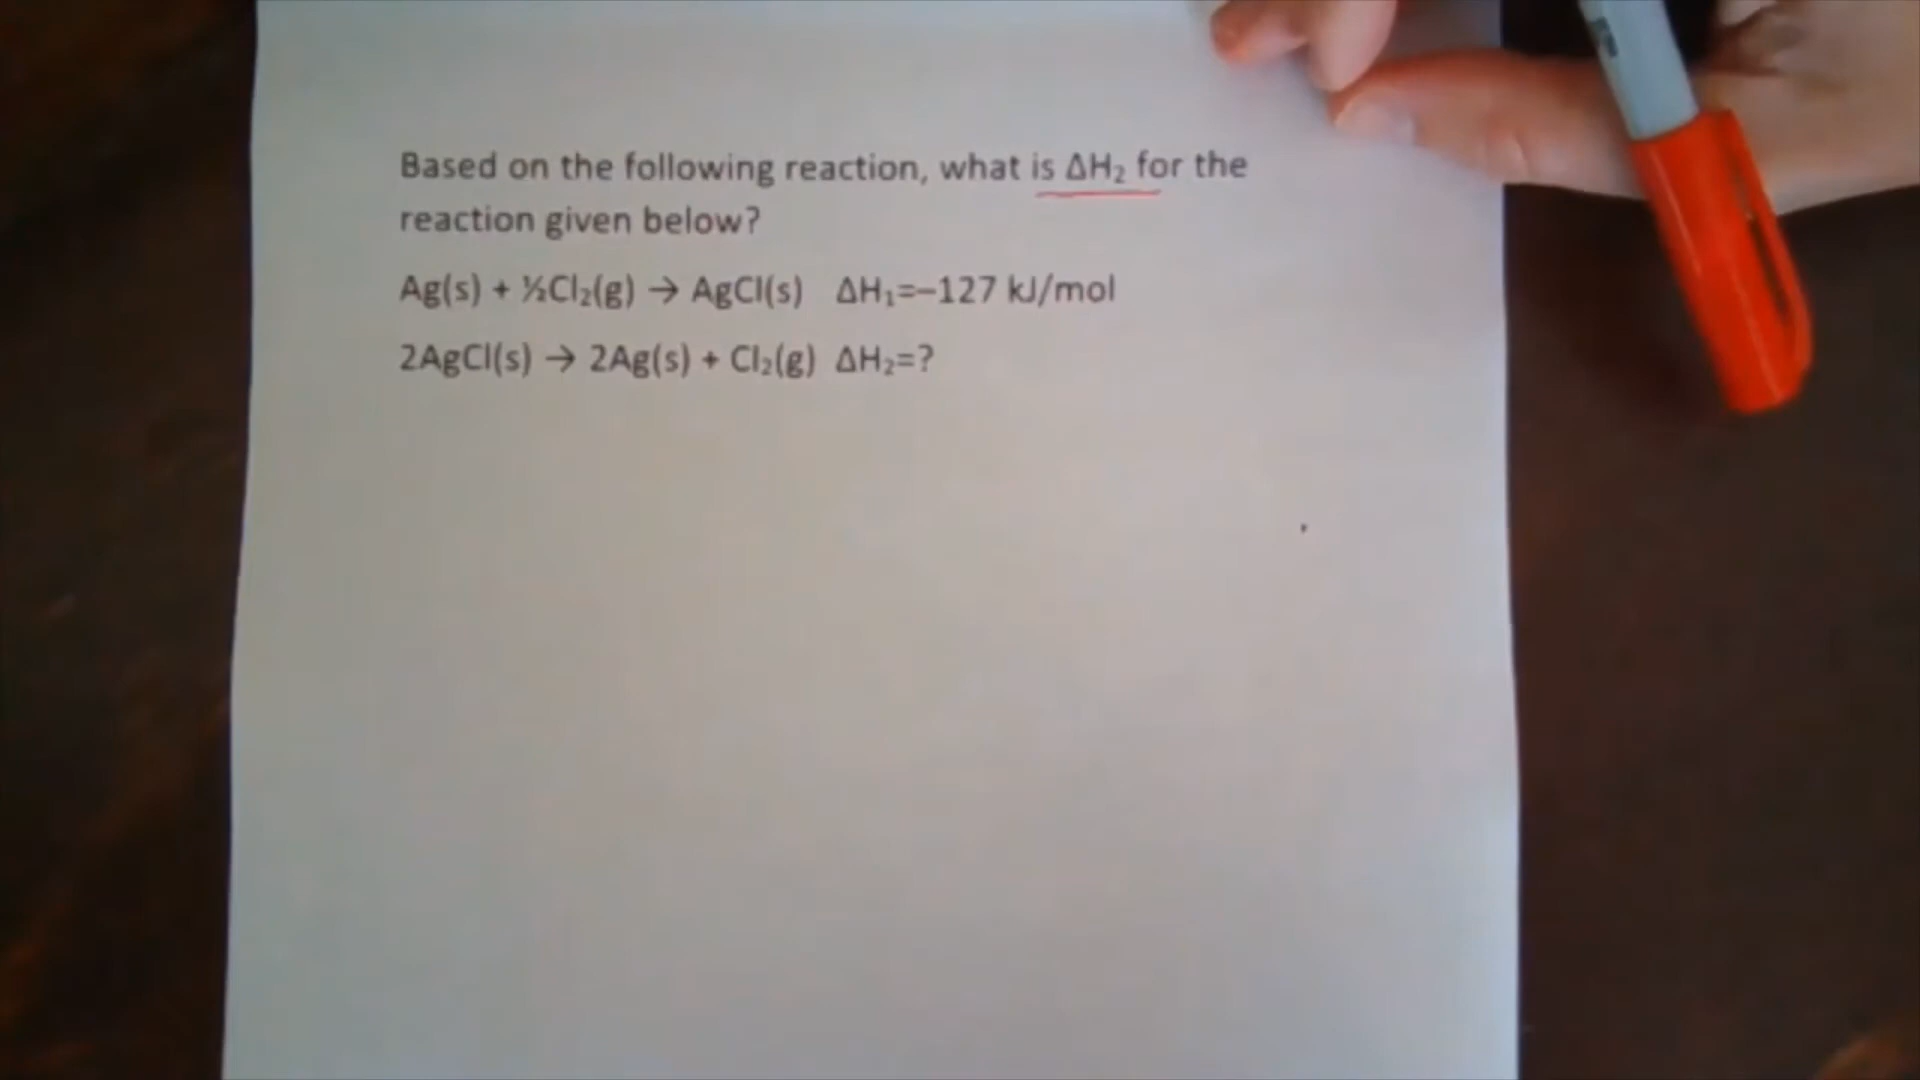 Based on the following reaction, what is ΔH₂ for the
reaction given below?
Ag(s) + ½Cl₂(g) → AgCl(s) ΔH₁=–127 kJ/mol
2AgCl(s) → 2Ag(s) + Cl₂(g) ΔH₂=?